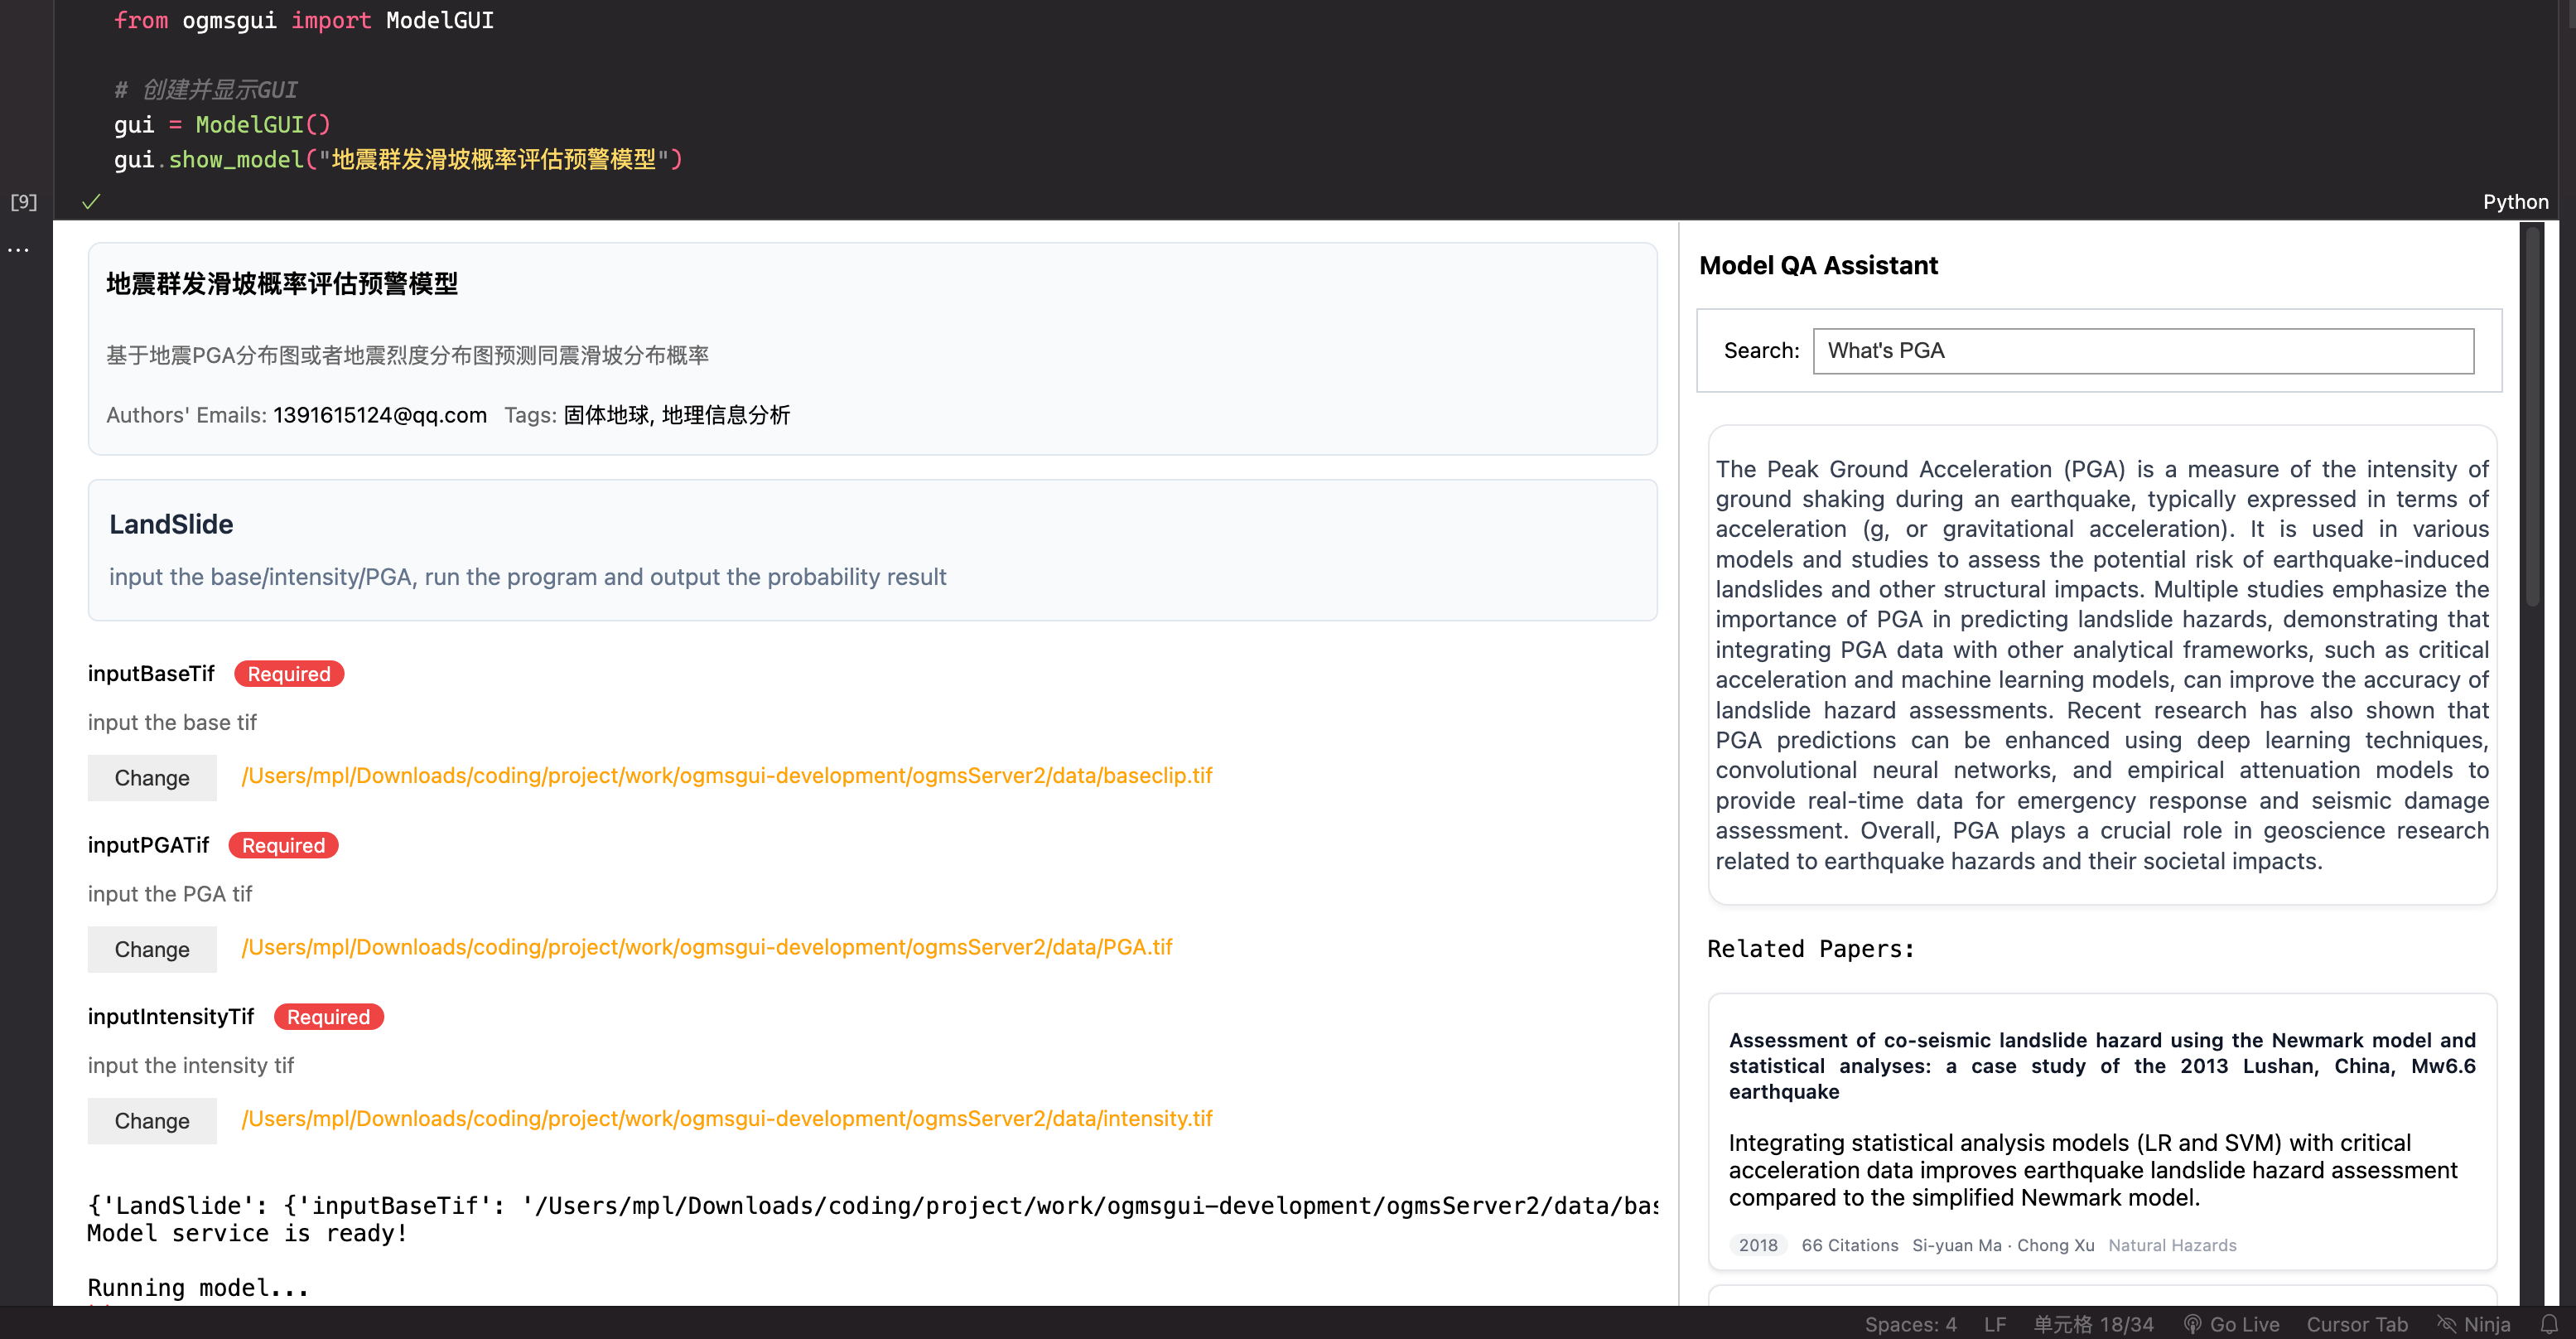 from ogmsgui import ModelGUI
# 创建并显示GUI
gui = ModelGUI()
gui.show_model("地震群发滑坡概率评估预警模型")
[9]
Python
...
地震群发滑坡概率评估预警模型
基于地震PGA分布图或者地震烈度分布图预测同震滑坡分布概率
Authors' Emails: 1391615124@qq.com Tags: 固体地球, 地理信息分析
LandSlide
input the base/intensity/PGA, run the program and output the probability result
inputBaseTif Required
input the base tif
Change /Users/mpl/Downloads/coding/project/work/ogmsgui-development/ogmsServer2/data/baseclip.tif
inputPGATif Required
input the PGA tif
Change /Users/mpl/Downloads/coding/project/work/ogmsgui-development/ogmsServer2/data/PGA.tif
inputIntensityTif Required
input the intensity tif
Change /Users/mpl/Downloads/coding/project/work/ogmsgui-development/ogmsServer2/data/intensity.tif
{'LandSlide': {'inputBaseTif': '/Users/mpl/Downloads/coding/project/work/ogmsgui-development/ogmsServer2/data/bas
Model service is ready!
Running model...
Model QA Assistant
Search: What's PGA
The Peak Ground Acceleration (PGA) is a measure of the intensity of
ground shaking during an earthquake, typically expressed in terms of
acceleration (g, or gravitational acceleration). It is used in various
models and studies to assess the potential risk of earthquake-induced
landslides and other structural impacts. Multiple studies emphasize the
importance of PGA in predicting landslide hazards, demonstrating that
integrating PGA data with other analytical frameworks, such as critical
acceleration and machine learning models, can improve the accuracy of
landslide hazard assessments. Recent research has also shown that
PGA predictions can be enhanced using deep learning techniques,
convolutional neural networks, and empirical attenuation models to
provide real-time data for emergency response and seismic damage
assessment. Overall, PGA plays a crucial role in geoscience research
related to earthquake hazards and their societal impacts.
Related Papers:
Assessment of co-seismic landslide hazard using the Newmark model and
statistical analyses: a case study of the 2013 Lushan, China, Mw6.6
earthquake
Integrating statistical analysis models (LR and SVM) with critical
acceleration data improves earthquake landslide hazard assessment
compared to the simplified Newmark model.
2018 66 Citations Si-yuan Ma · Chong Xu Natural Hazards
Spaces: 4 LF 单元格 18/34 Go Live Cursor Tab Ninja